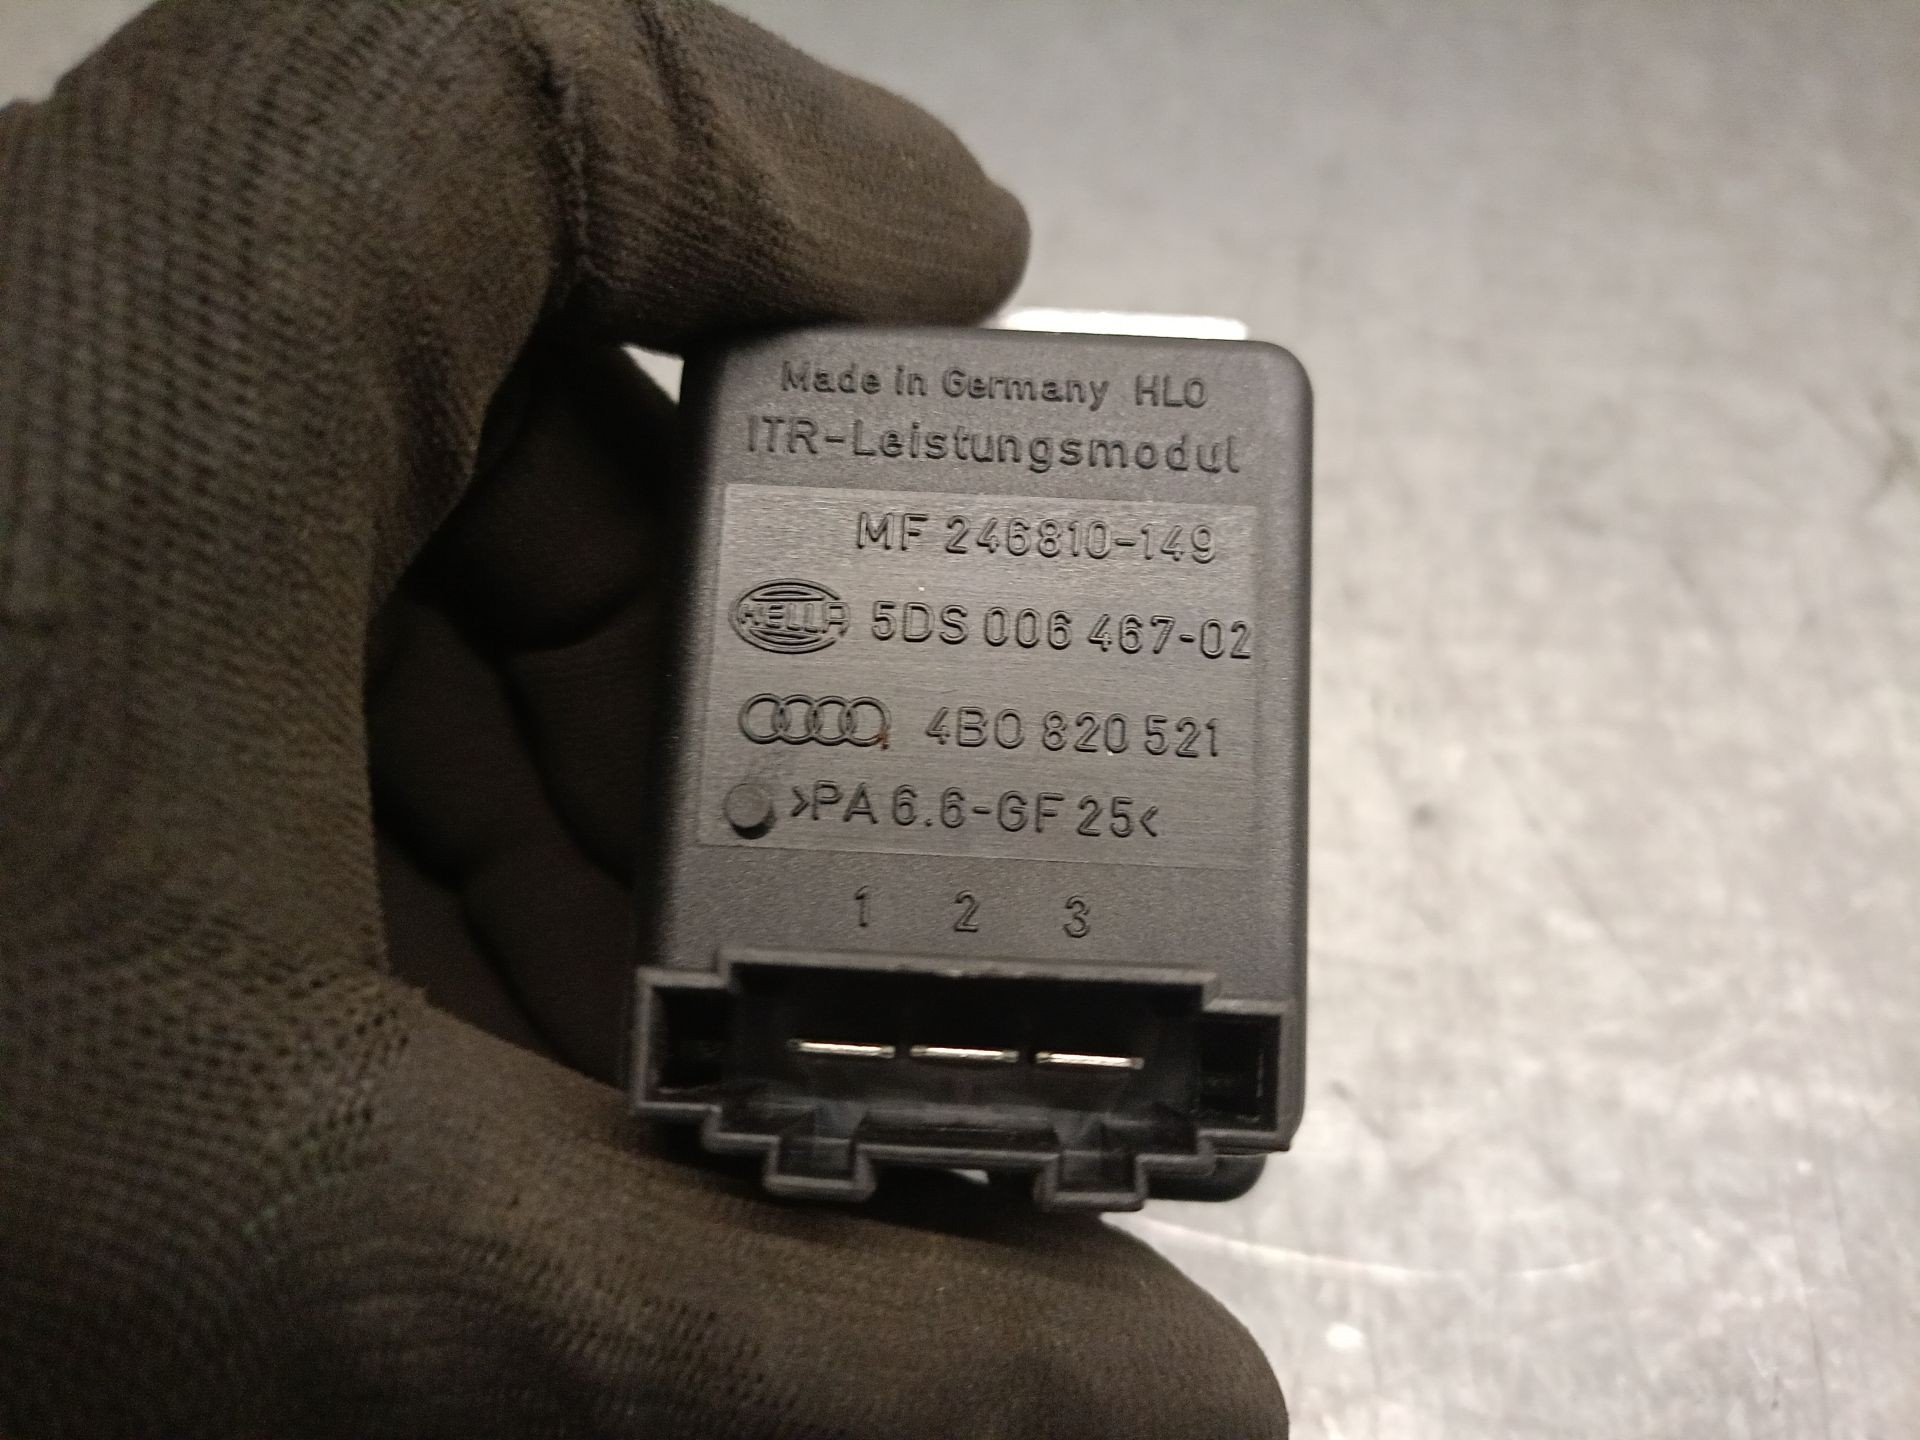 Made in Germany HLO
ITR-Leistungsmodul
MF 246810-149
HELLA 5DS 006 467-02
4B0 820 521
>PA 6.6-GF 25<
1 2 3